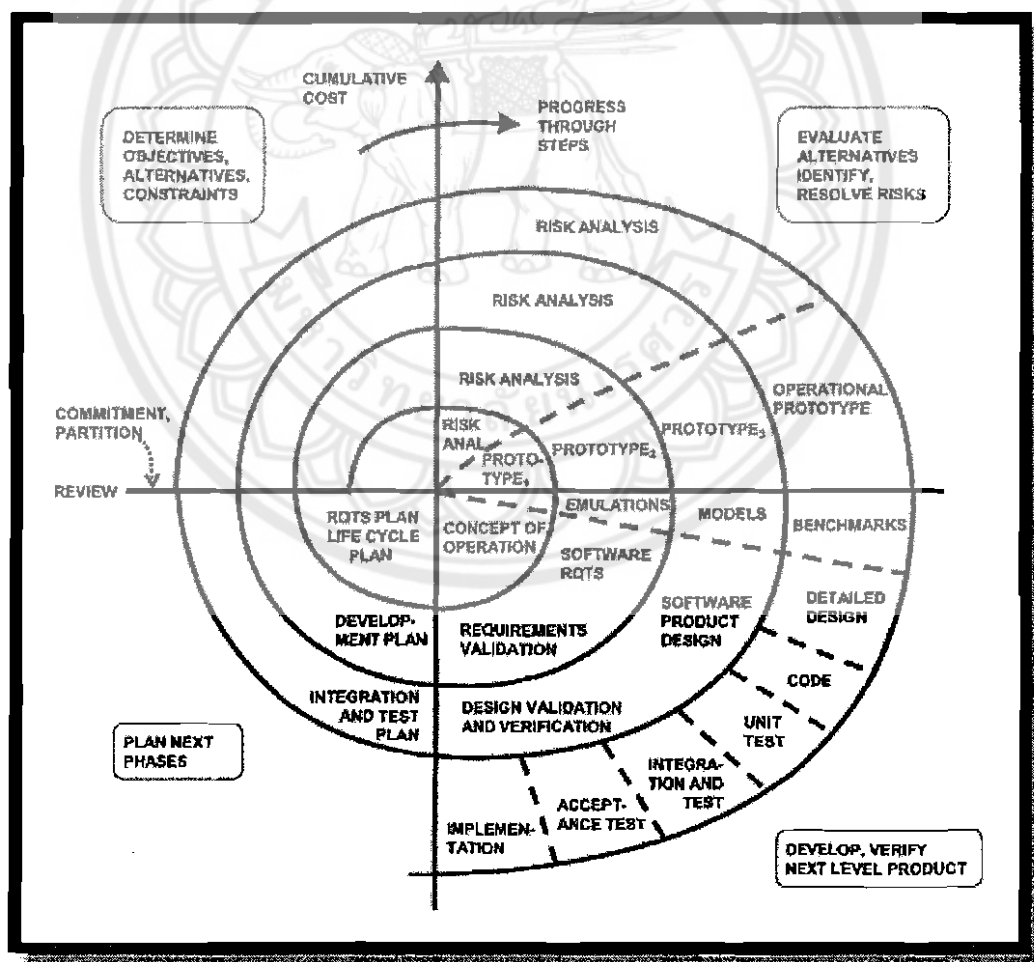 CUMULATIVE
COST
PROGRESS
THROUGH
STEPS
DETERMINE
OBJECTIVES,
ALTERNATIVES,
CONSTRAINTS
EVALUATE
ALTERNATIVES
IDENTIFY,
RESOLVE RISKS
RISK ANALYSIS
RISK ANALYSIS
RISK ANALYSIS
RISK
ANAL
COMMITMENT,
PARTITION
REVIEW
PROTO-
TYPE₁
PROTOTYPE₂
PROTOTYPE₃
OPERATIONAL
PROTOTYPE
EMULATIONS
MODELS
BENCHMARKS
RQTS PLAN
LIFE CYCLE
PLAN
CONCEPT OF
OPERATION
SOFTWARE
RQTS
SOFTWARE
PRODUCT
DESIGN
DETAILED
DESIGN
DEVELOP-
MENT PLAN
REQUIREMENTS
VALIDATION
CODE
INTEGRATION
AND TEST
PLAN
DESIGN VALIDATION
AND VERIFICATION
UNIT
TEST
PLAN NEXT
PHASES
INTEGRA-
TION AND
TEST
ACCEPT-
ANCE TEST
IMPLEMEN-
TATION
DEVELOP, VERIFY
NEXT LEVEL PRODUCT